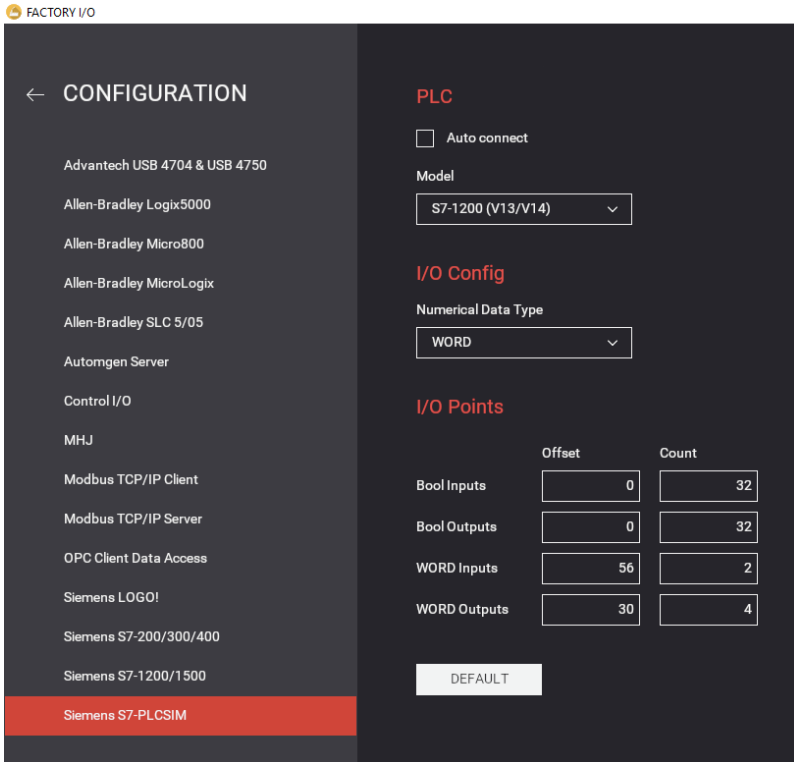 FACTORY I/O
CONFIGURATION
Advantech USB 4704 & USB 4750
Allen-Bradley Logix5000
Allen-Bradley Micro800
Allen-Bradley MicroLogix
Allen-Bradley SLC 5/05
Automgen Server
Control I/O
MHJ
Modbus TCP/IP Client
Modbus TCP/IP Server
OPC Client Data Access
Siemens LOGO!
Siemens S7-200/300/400
Siemens S7-1200/1500
Siemens S7-PLCSIM
PLC
Auto connect
Model
S7-1200 (V13/V14)
I/O Config
Numerical Data Type
WORD
I/O Points
Offset Count
Bool Inputs 0 32
Bool Outputs 0 32
WORD Inputs 56 2
WORD Outputs 30 4
DEFAULT